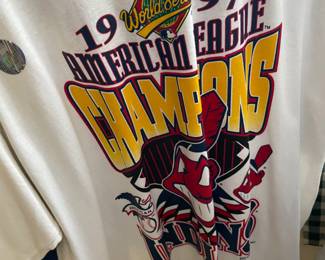 World Series
19 97
AMERICAN LEAGUE
CHAMPIONS